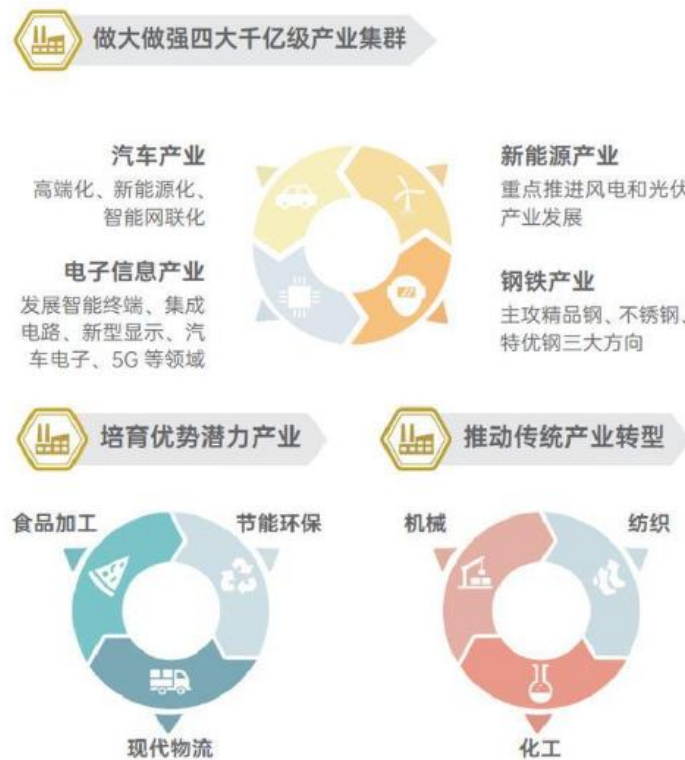 做大做强四大千亿级产业集群
汽车产业
高端化、新能源化、
智能网联化
新能源产业
重点推进风电和光伏
产业发展
电子信息产业
发展智能终端、集成
电路、新型显示、汽
车电子、5G 等领域
钢铁产业
主攻精品钢、不锈钢、
特优钢三大方向
培育优势潜力产业
推动传统产业转型
食品加工
节能环保
现代物流
机械
纺织
化工